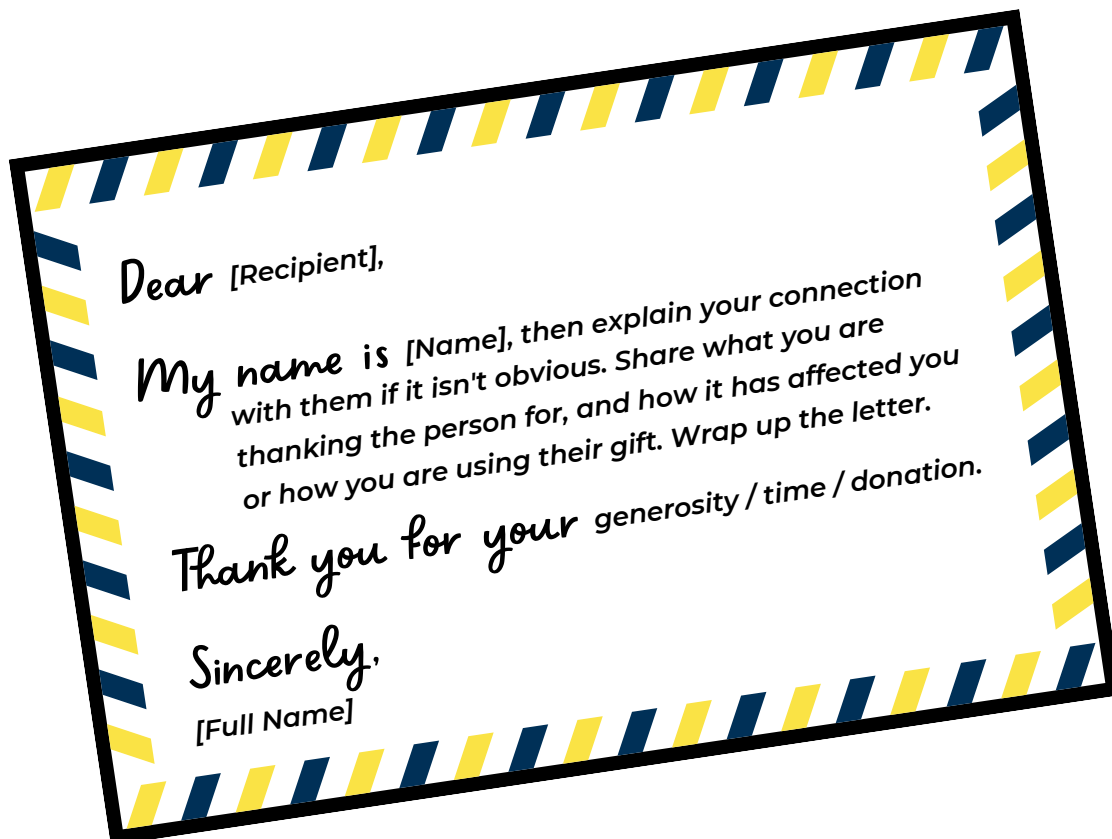 Dear [Recipient],
My name is [Name], then explain your connection
with them if it isn't obvious. Share what you are
thanking the person for, and how it has affected you
or how you are using their gift. Wrap up the letter.
Thank you for your generosity / time / donation.
Sincerely,
[Full Name]